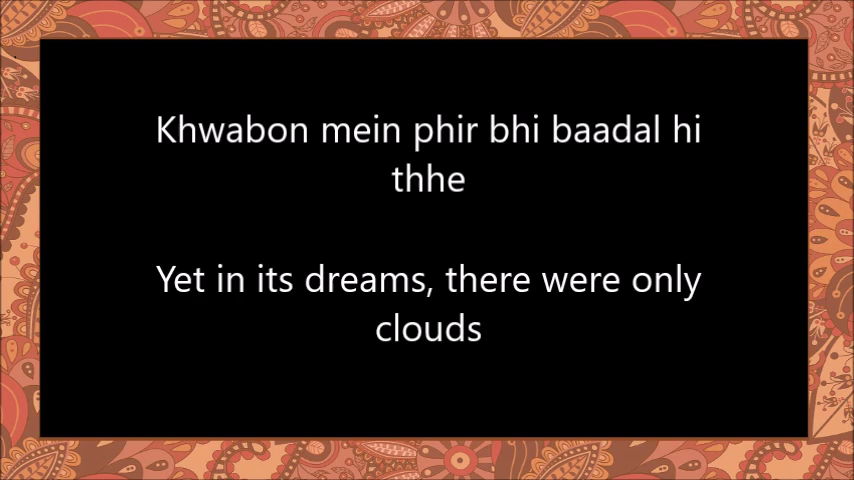 Khwabon mein phir bhi baadal hi
thhe
Yet in its dreams, there were only
clouds